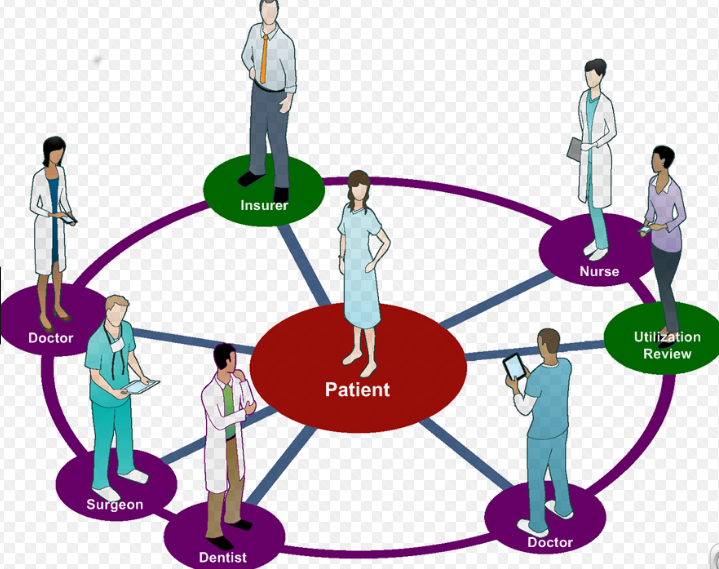 Insurer
Nurse
Doctor
Utilization
Review
Patient
Surgeon
Doctor
Dentist